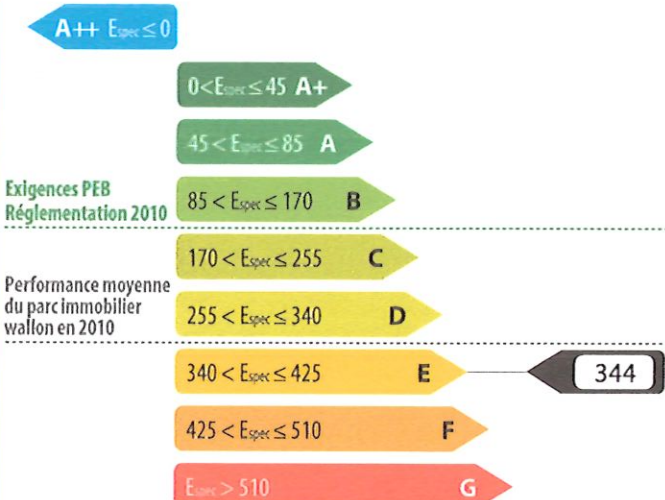 A++ Espec ≤ 0
0<Espec ≤ 45 A+
45 < Espec ≤ 85 A
Exigences PEB
Réglementation 2010
85 < Espec ≤ 170 B
170 < Espec ≤ 255 C
Performance moyenne
du parc immobilier
wallon en 2010
255 < Espec ≤ 340 D
340 < Espec ≤ 425 E
344
425 < Espec ≤ 510 F
Espec > 510 G